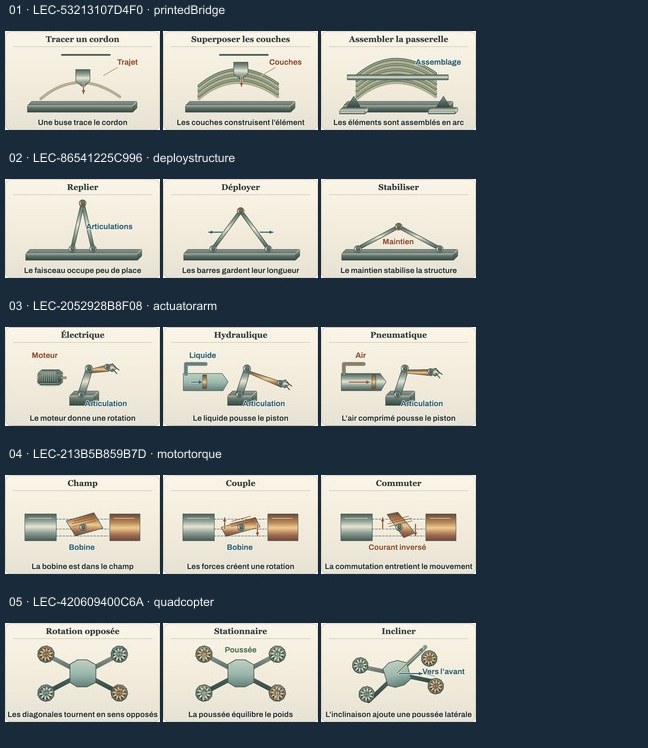 01 · LEC-53213107D4F0 · printedBridge
Tracer un cordon
Trajet
Une buse trace le cordon
Superposer les couches
Couches
Les couches construisent l'élément
Assembler la passerelle
Assemblage
Les éléments sont assemblés en arc
02 · LEC-86541225C996 · deploystructure
Replier
Articulations
Le faisceau occupe peu de place
Déployer
Les barres gardent leur longueur
Stabiliser
Maintien
Le maintien stabilise la structure
03 · LEC-2052928B8F08 · actuatorarm
Électrique
Moteur
Articulation
Le moteur donne une rotation
Hydraulique
Liquide
Articulation
Le liquide pousse le piston
Pneumatique
Air
Articulation
L'air comprimé pousse le piston
04 · LEC-213B5B859B7D · motortorque
Champ
Bobine
La bobine est dans le champ
Couple
Bobine
Les forces créent une rotation
Commuter
Courant inversé
La commutation entretient le mouvement
05 · LEC-420609400C6A · quadcopter
Rotation opposée
Les diagonales tournent en sens opposés
Stationnaire
Poussée
La poussée équilibre le poids
Incliner
Vers l'avant
L'inclinaison ajoute une poussée latérale